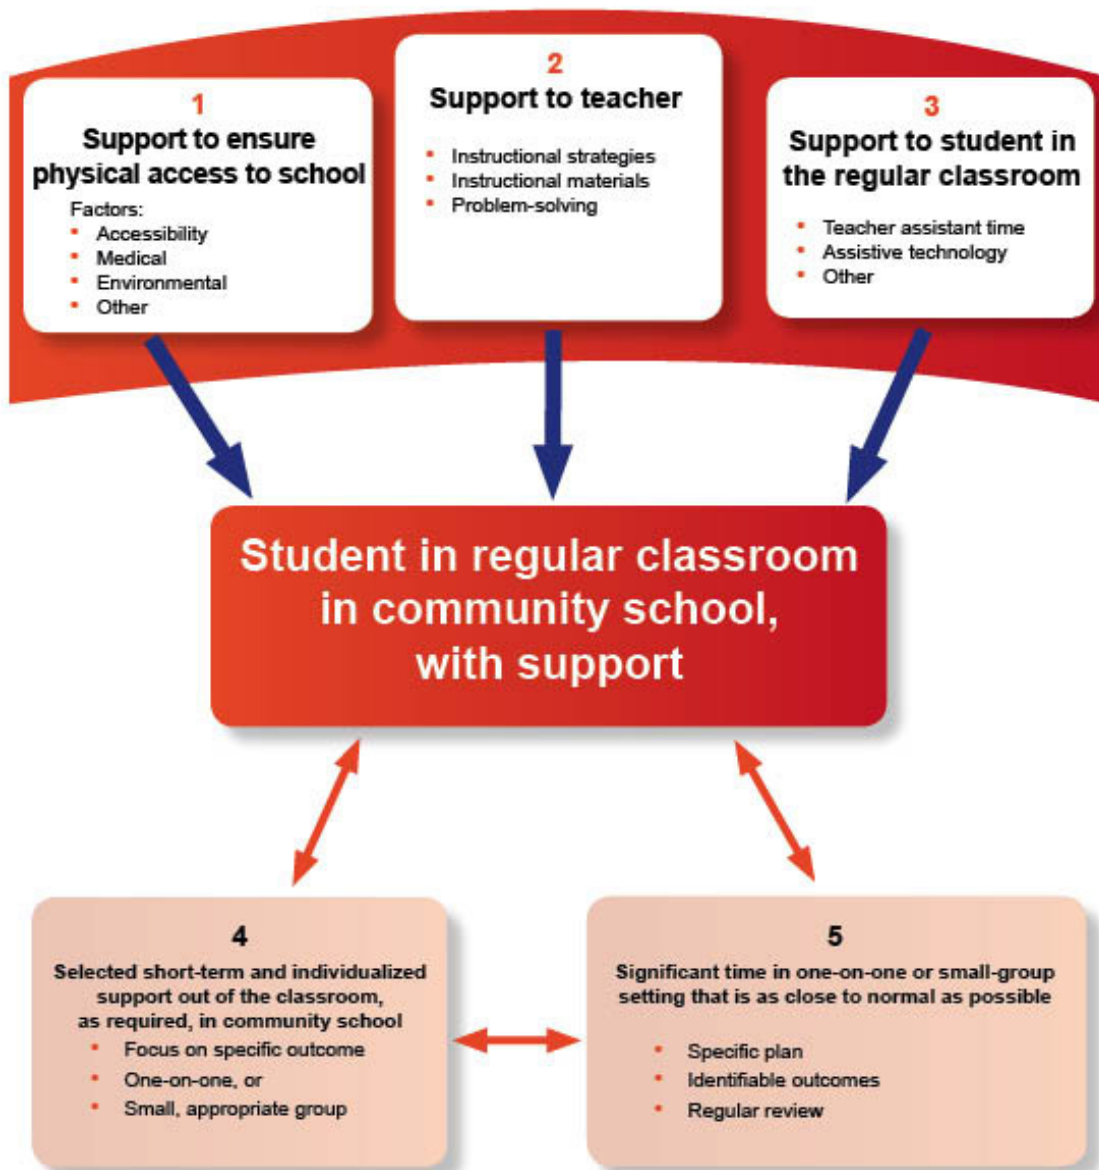 1
Support to ensure
physical access to school
Factors:
• Accessibility
• Medical
• Environmental
• Other
2
Support to teacher
• Instructional strategies
• Instructional materials
• Problem-solving
3
Support to student in
the regular classroom
• Teacher assistant time
• Assistive technology
• Other
Student in regular classroom
in community school,
with support
4
Selected short-term and individualized
support out of the classroom,
as required, in community school
• Focus on specific outcome
• One-on-one, or
• Small, appropriate group
5
Significant time in one-on-one or small-group
setting that is as close to normal as possible
• Specific plan
• Identifiable outcomes
• Regular review